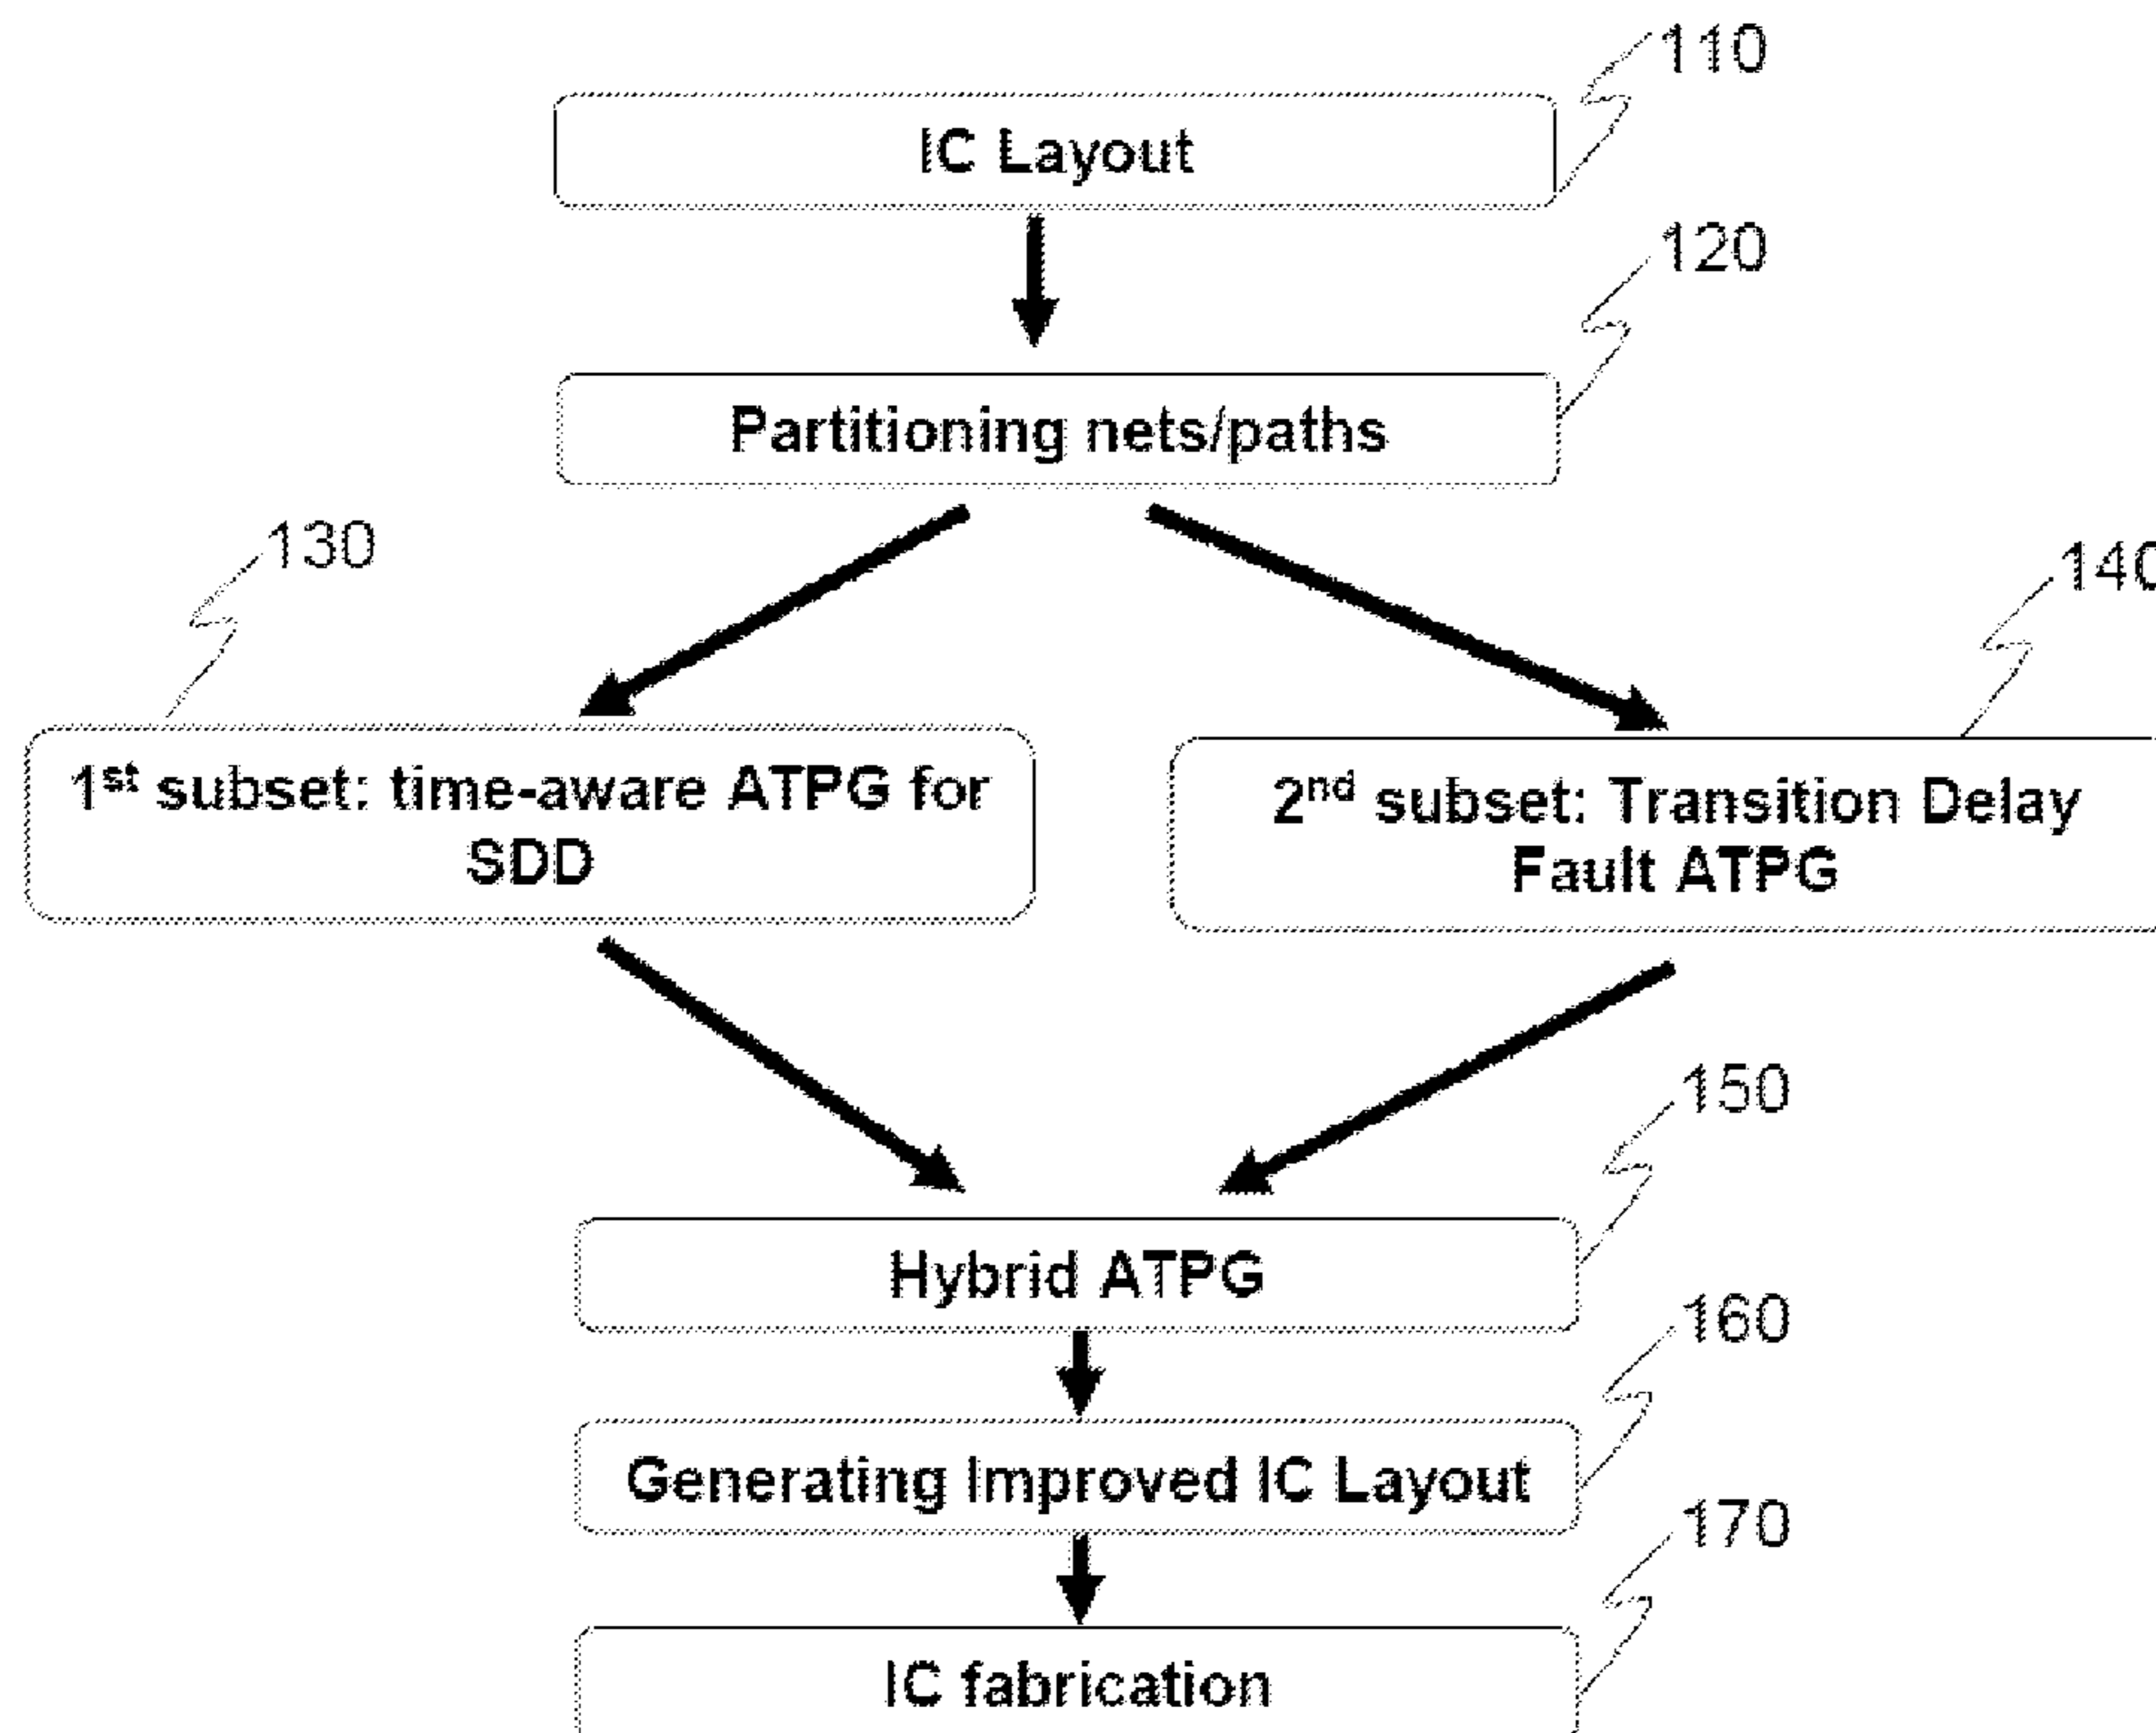 110
IC Layout
120
Partitioning nets/paths
130
140
1st subset: time-aware ATPG for
SDD
2nd subset: Transition Delay
Fault ATPG
150
Hybrid ATPG
160
Generating Improved IC Layout
170
IC fabrication